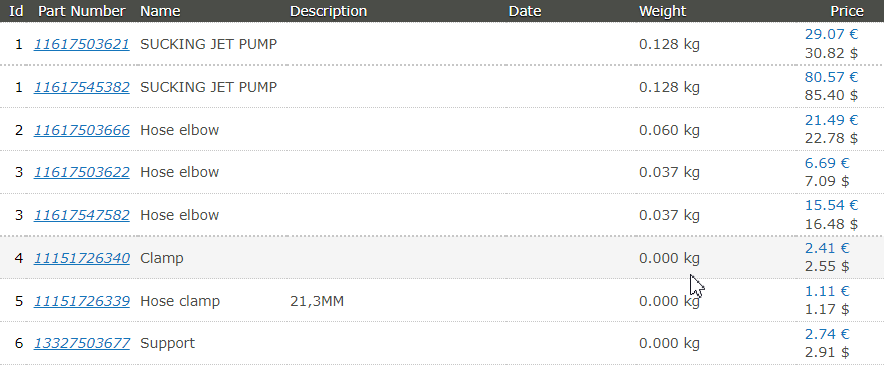 Id Part Number Name Description Date Weight Price
1 11617503621 SUCKING JET PUMP 0.128 kg 29.07 €
30.82 $
1 11617545382 SUCKING JET PUMP 0.128 kg 80.57 €
85.40 $
2 11617503666 Hose elbow 0.060 kg 21.49 €
22.78 $
3 11617503622 Hose elbow 0.037 kg 6.69 €
7.09 $
3 11617547582 Hose elbow 0.037 kg 15.54 €
16.48 $
4 11151726340 Clamp 0.000 kg 2.41 €
2.55 $
5 11151726339 Hose clamp 21,3MM 0.000 kg 1.11 €
1.17 $
6 13327503677 Support 0.000 kg 2.74 €
2.91 $